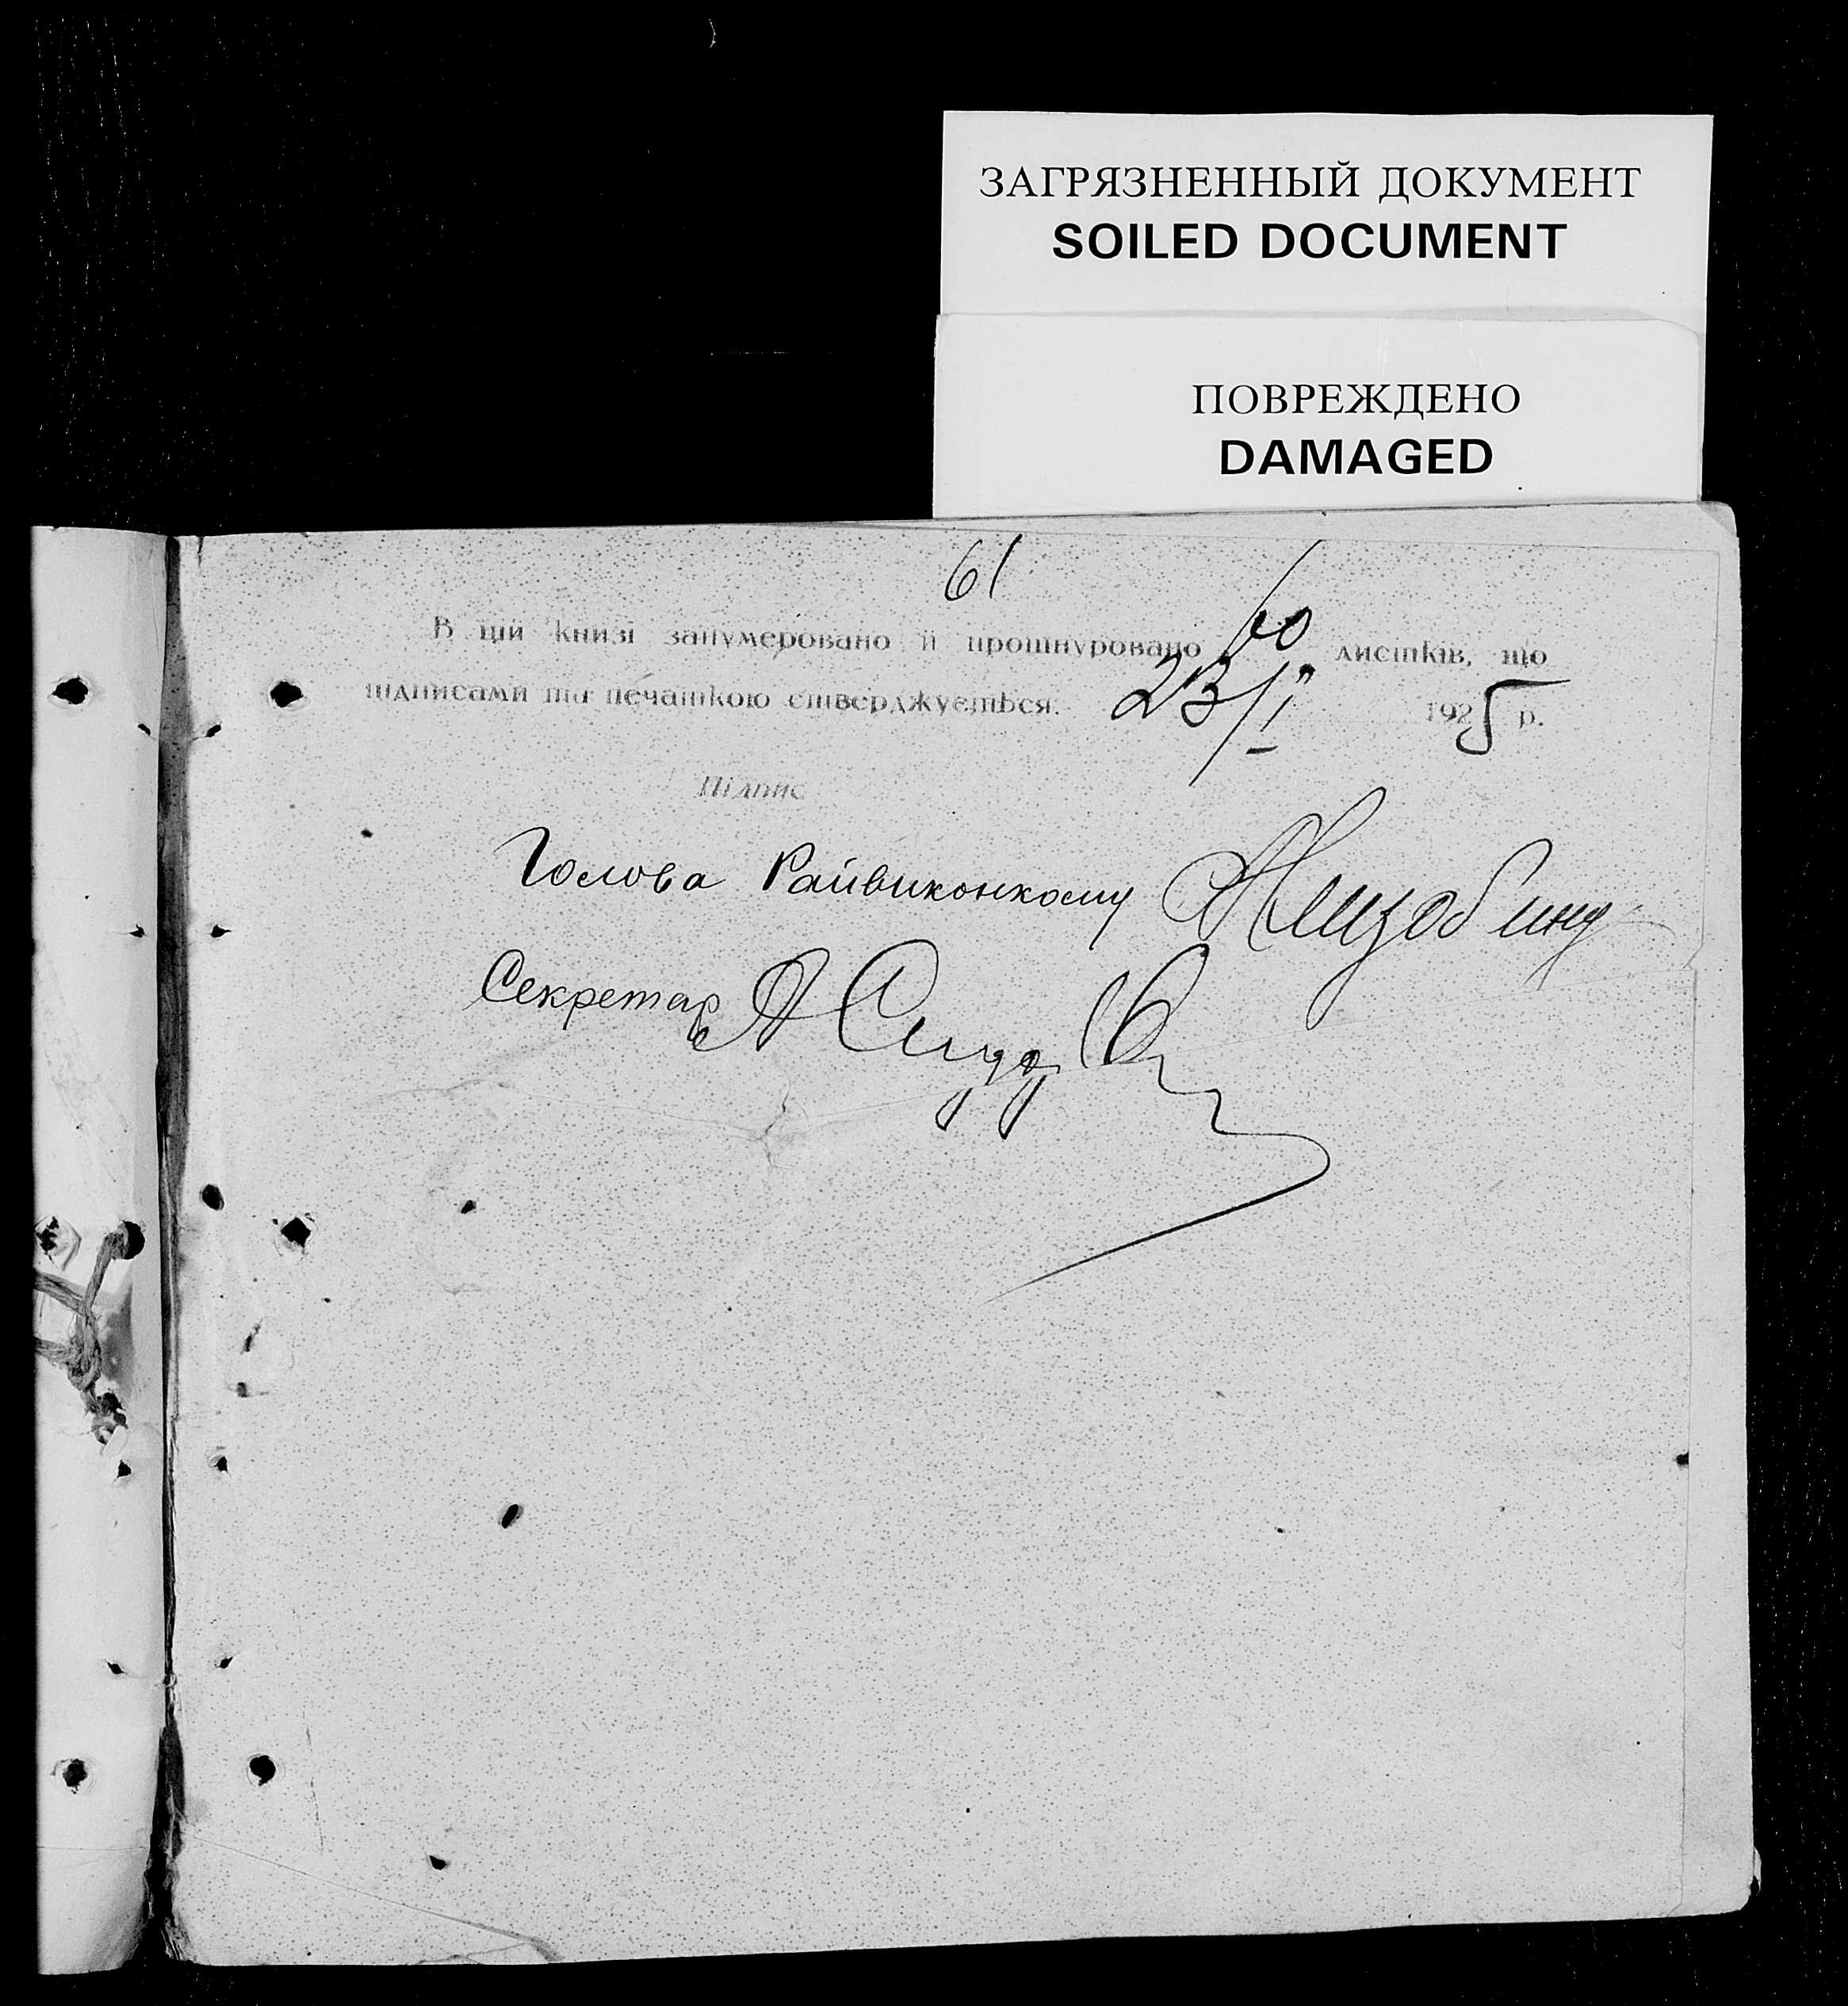 ЗАГРЯЗНЕННЫЙ ДОКУМЕНТ
SOILED DOCUMENT
ПОВРЕЖДЕНО
DAMAGED
61
В цій книзі занумеровано й прошнуровано 60 листків, що
підписами та печаткою стверджується. 23/I 1925 р.
Підпис
Голова Райвиконкому
Секретар